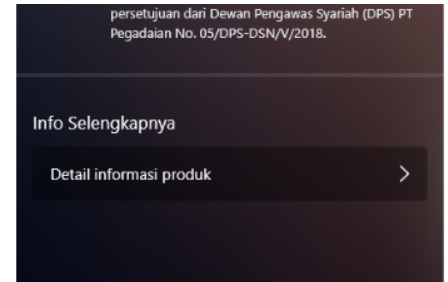 persetujuan dari Dewan Pengawas Syariah (DPS) PT
Pegadaian No. 05/DPS-DSN/V/2018.
Info Selengkapnya
Detail informasi produk